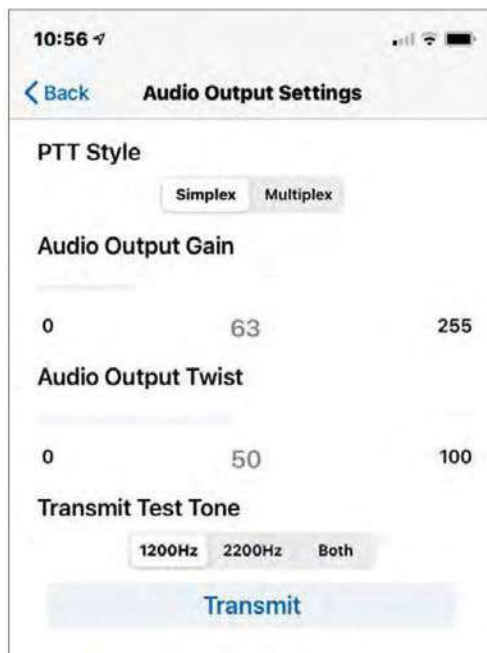 10:56
Back Audio Output Settings
PTT Style
Simplex Multiplex
Audio Output Gain
0 63 255
Audio Output Twist
0 50 100
Transmit Test Tone
1200Hz 2200Hz Both
Transmit